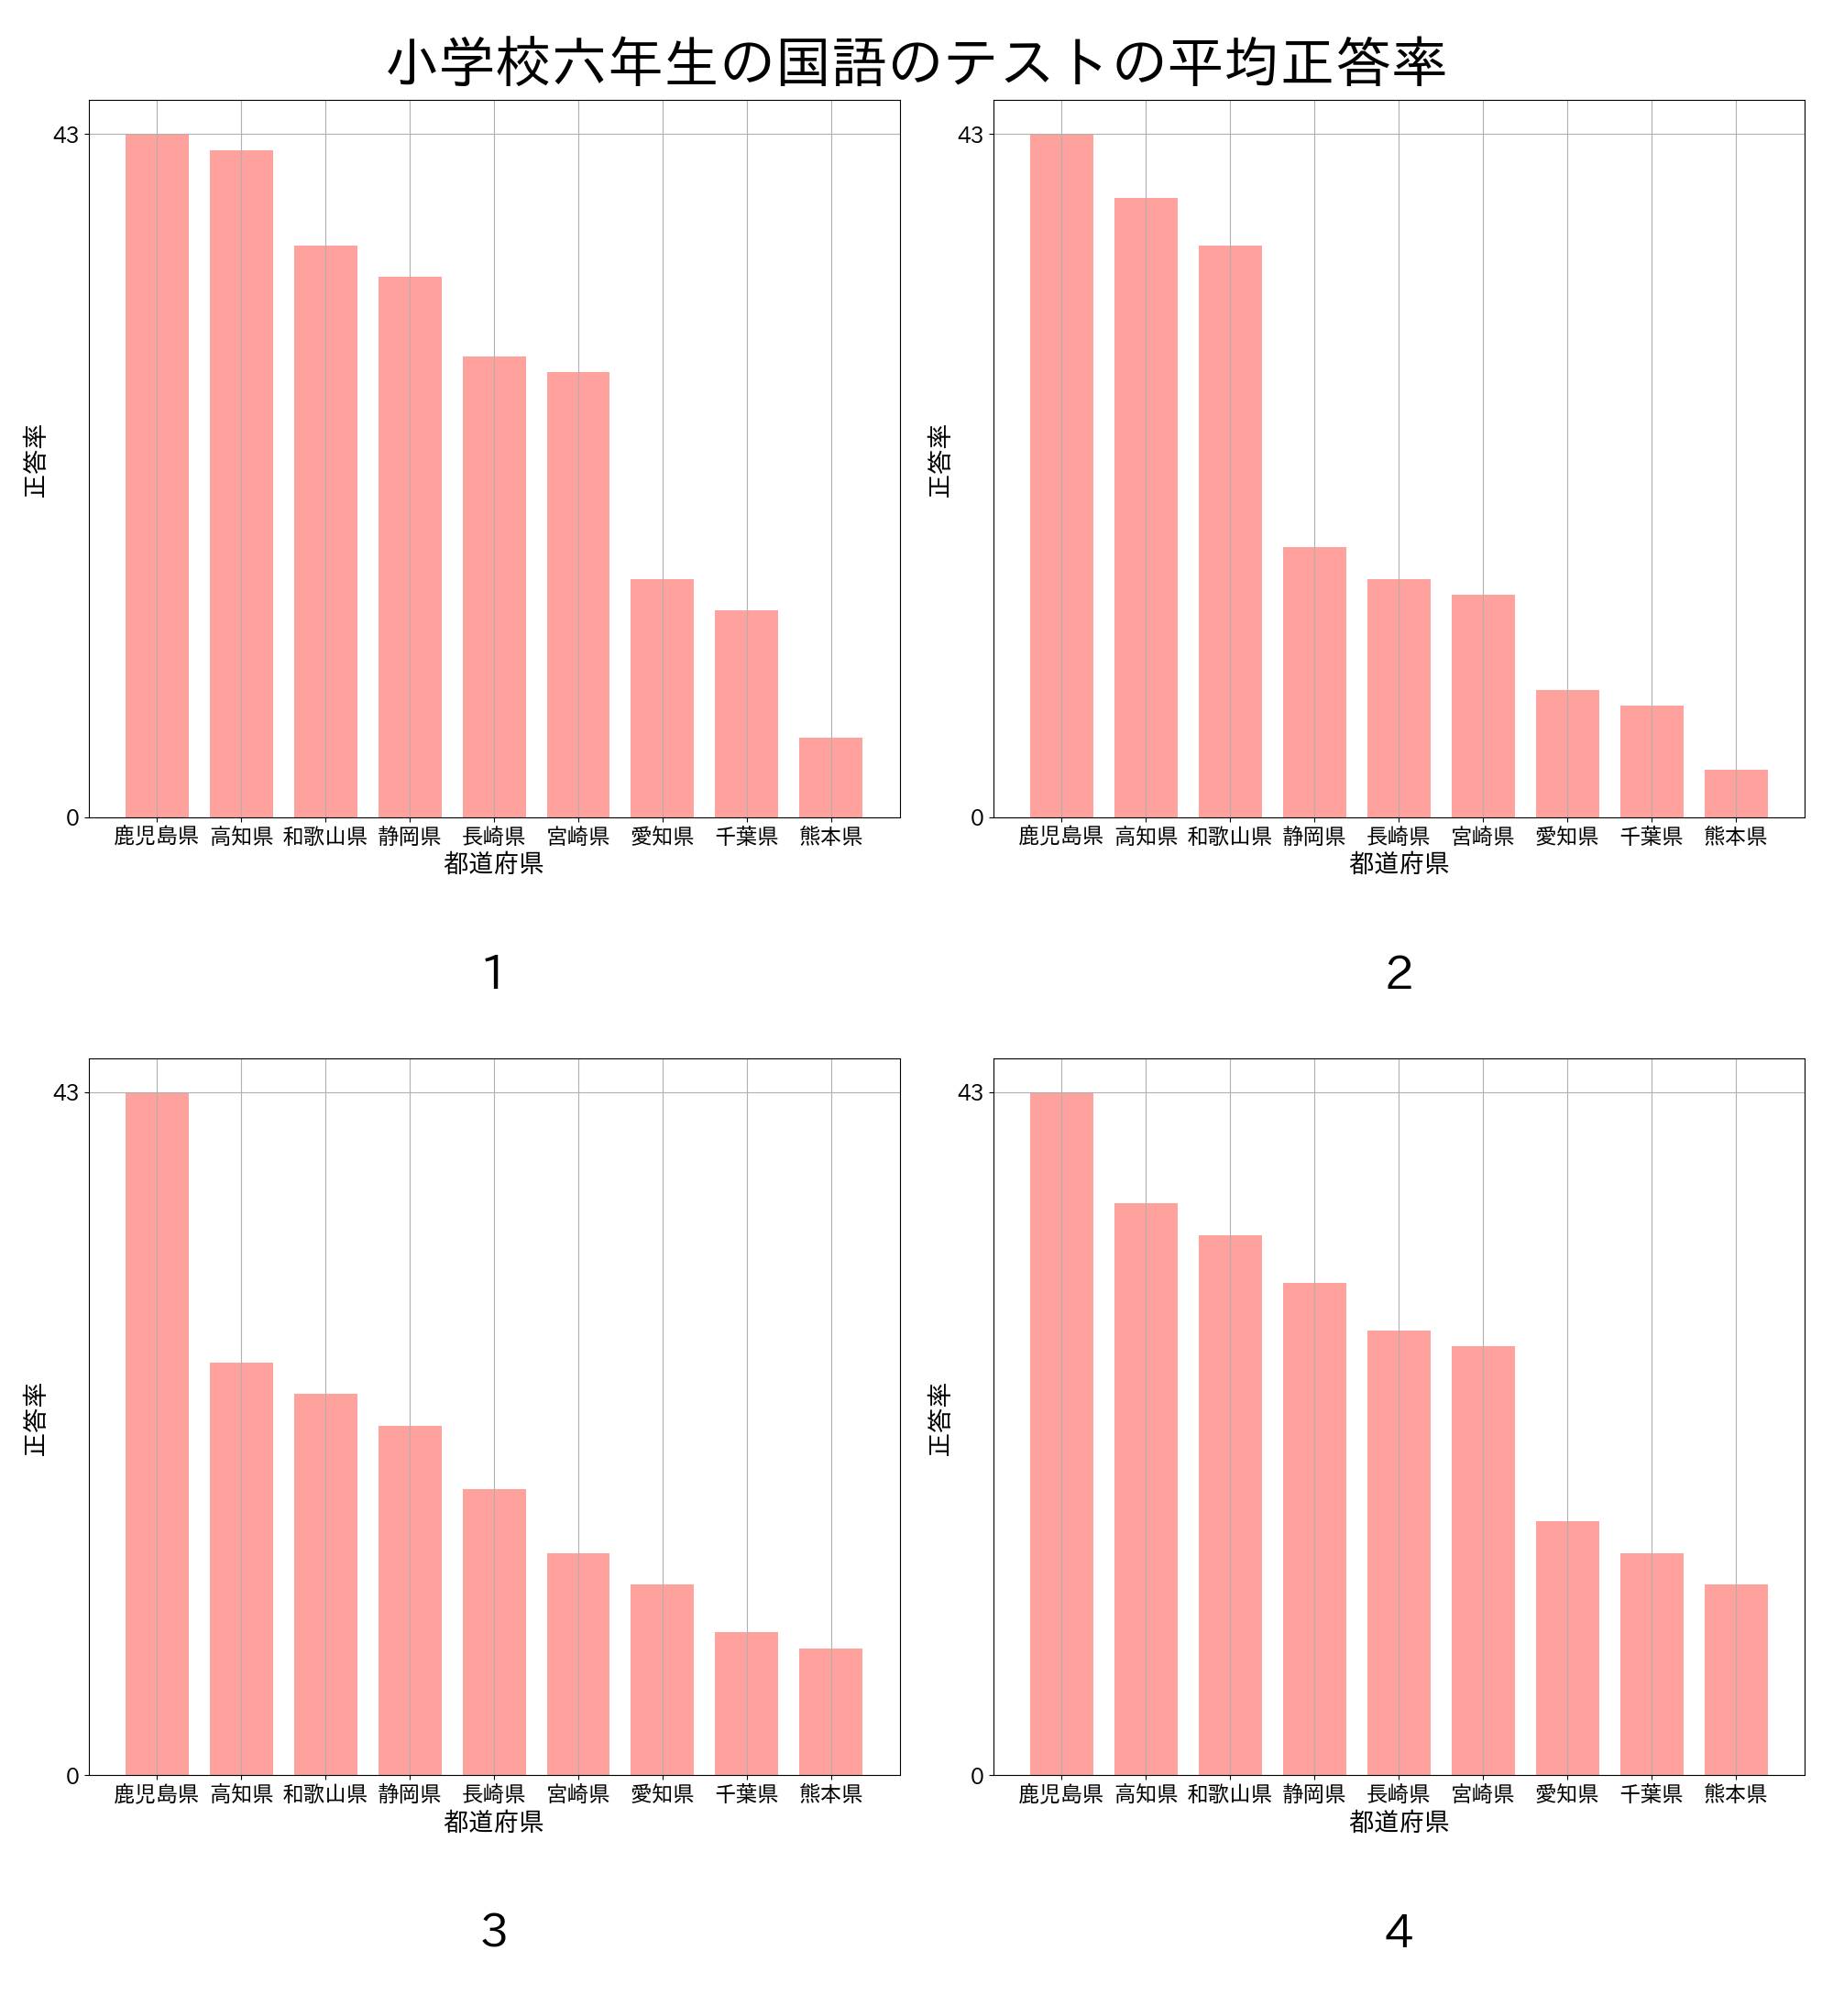 小学校六年生の国語のテストの平均正答率
43
0
正答率
鹿児島県 高知県 和歌山県 静岡県 長崎県 宮崎県 愛知県 千葉県 熊本県
都道府県
1
43
0
正答率
鹿児島県 高知県 和歌山県 静岡県 長崎県 宮崎県 愛知県 千葉県 熊本県
都道府県
2
43
0
正答率
鹿児島県 高知県 和歌山県 静岡県 長崎県 宮崎県 愛知県 千葉県 熊本県
都道府県
3
43
0
正答率
鹿児島県 高知県 和歌山県 静岡県 長崎県 宮崎県 愛知県 千葉県 熊本県
都道府県
4